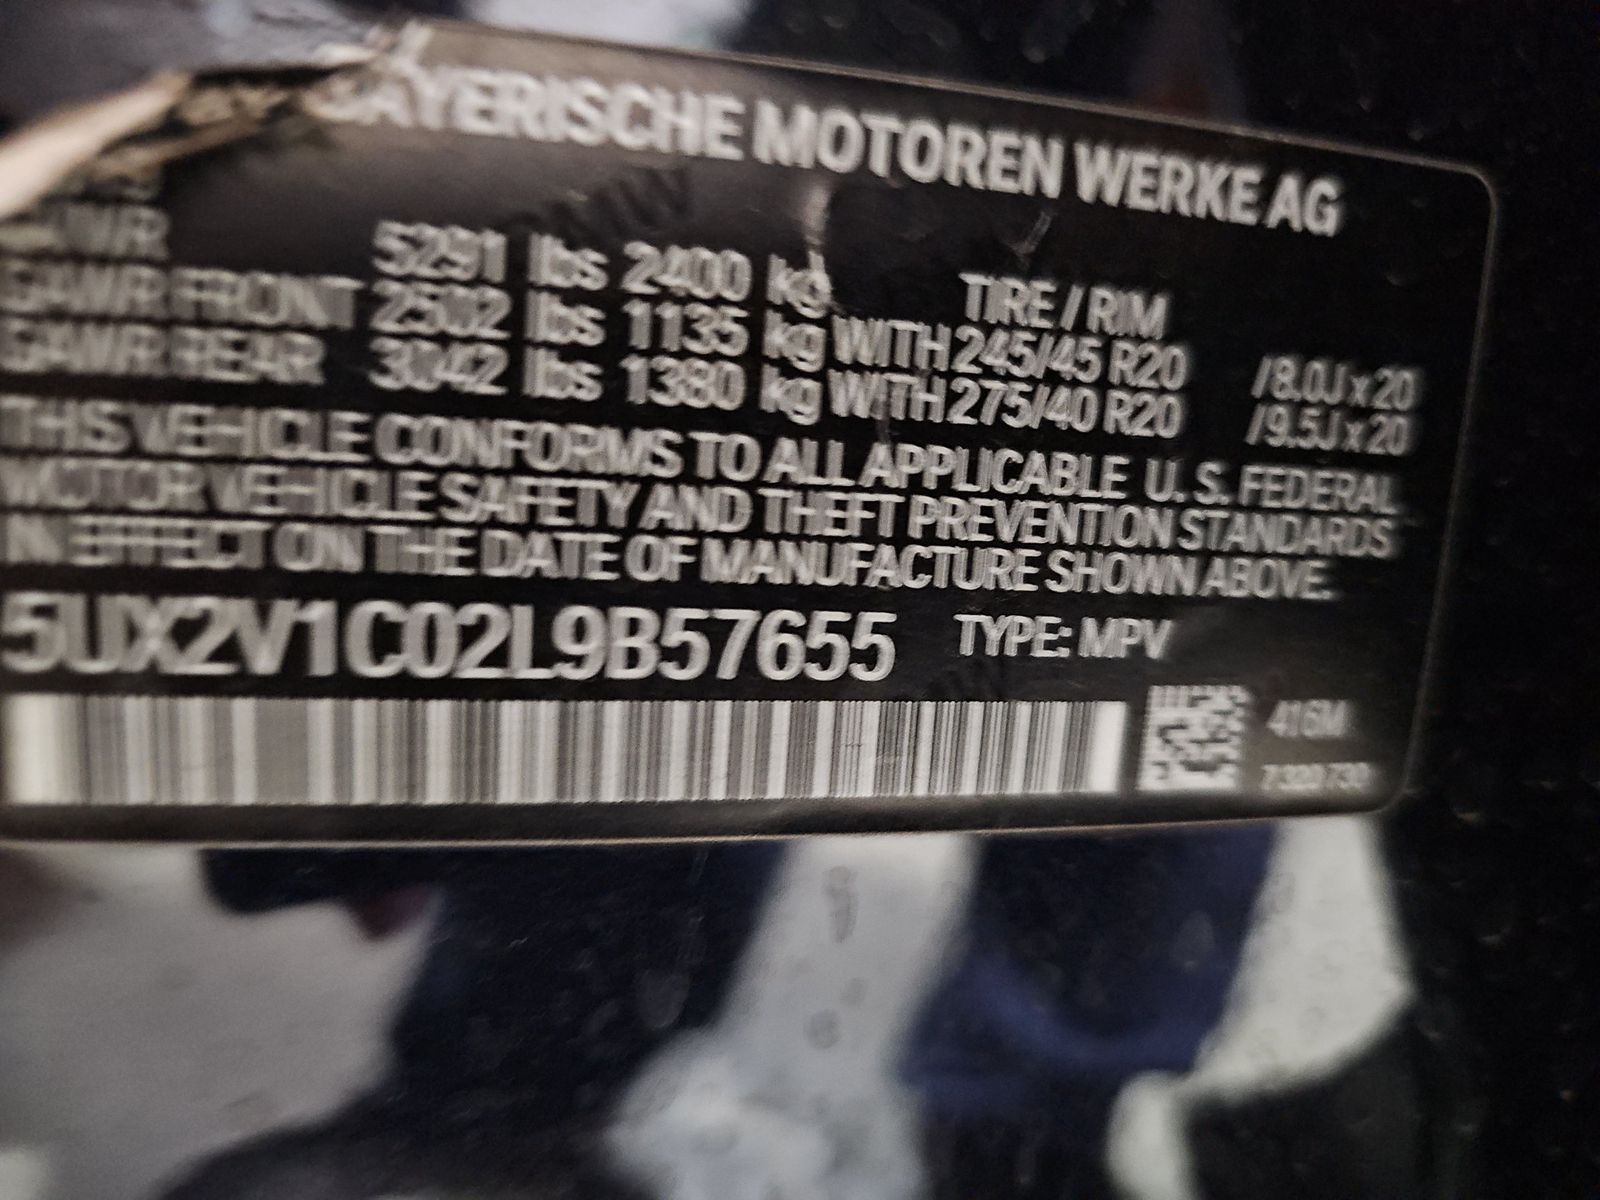 BAYERISCHE MOTOREN WERKE AG
GVWR 5291 lbs 2400 kg TIRE / RIM
GAWR FRONT 2502 lbs 1135 kg WITH 245/45 R20 /8.0J x 20
GAWR REAR 3042 lbs 1380 kg WITH 275/40 R20 /9.5J x 20
THIS VEHICLE CONFORMS TO ALL APPLICABLE U. S. FEDERAL
MOTOR VEHICLE SAFETY AND THEFT PREVENTION STANDARDS
IN EFFECT ON THE DATE OF MANUFACTURE SHOWN ABOVE.
5UX2V1C02L9B57655 TYPE: MPV
416M
7320730